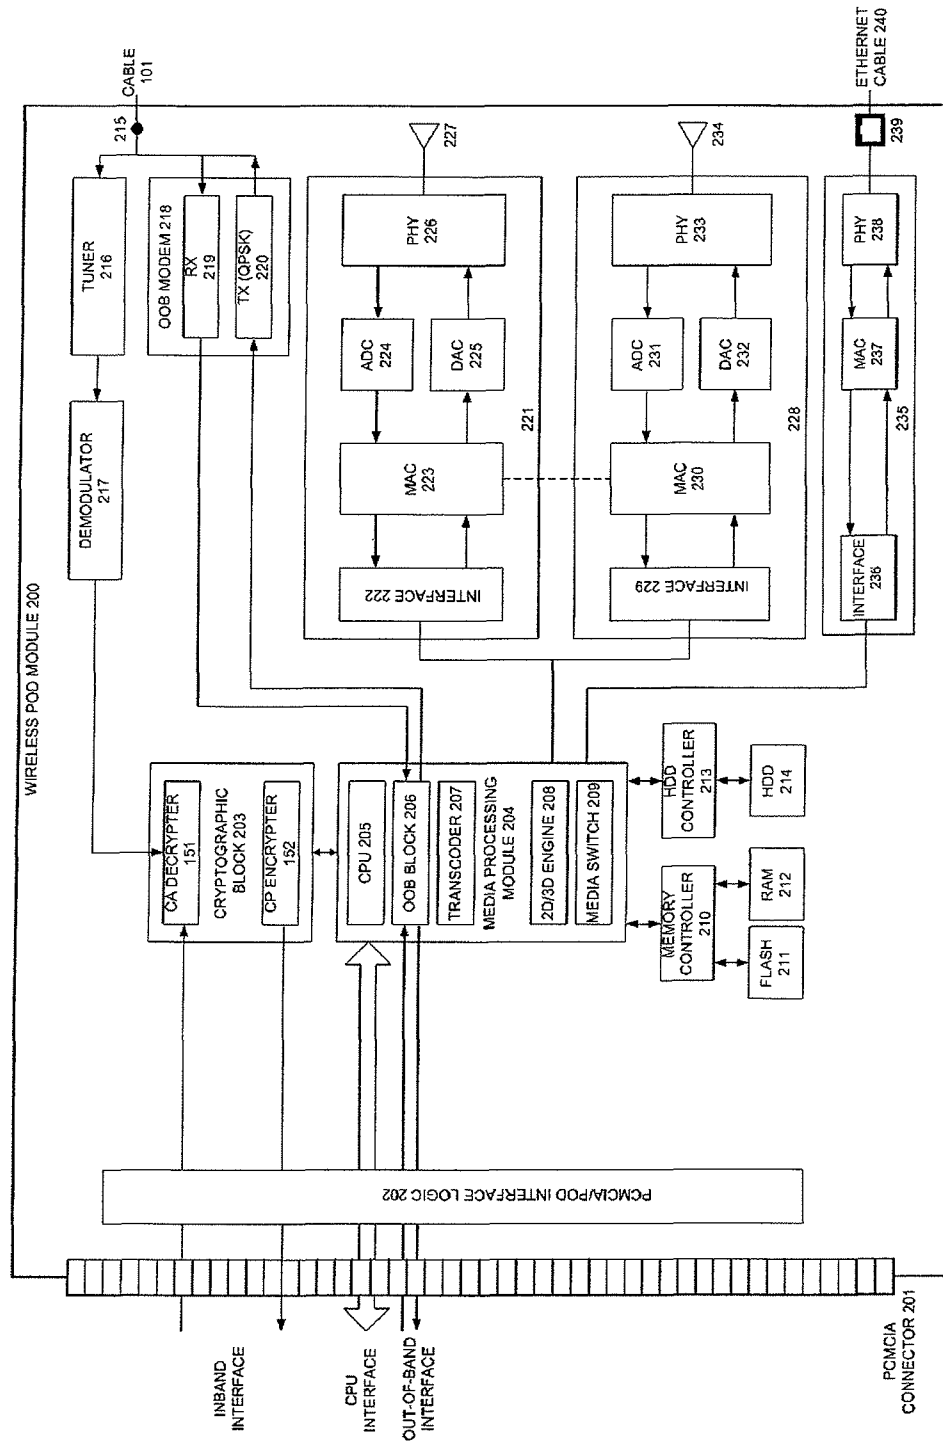 WIRELESS POD MODULE 200
CABLE
101
215
TUNER
216
DEMODULATOR
217
OOB MODEM 218
RX
219
TX (QPSK)
220
227
PHY
226
ADC
224
DAC
225
MAC
223
INTERFACE 222
221
234
PHY
233
ADC
231
DAC
232
MAC
230
INTERFACE 229
228
ETHERNET
CABLE 240
239
PHY
238
MAC
237
INTERFACE
236
235
CA DECRYPTER
151
CRYPTOGRAPHIC
BLOCK 203
CP ENCRYPTER
152
CPU 205
OOB BLOCK 206
TRANSCODER 207
MEDIA PROCESSING
MODULE 204
2D/3D ENGINE 208
MEDIA SWITCH 209
MEMORY
CONTROLLER
210
HDD
CONTROLLER
213
FLASH
211
RAM
212
HDD
214
PCMCIA/POD INTERFACE LOGIC 202
INBAND
INTERFACE
CPU
INTERFACE
OUT-OF-BAND
INTERFACE
PCMCIA
CONNECTOR 201